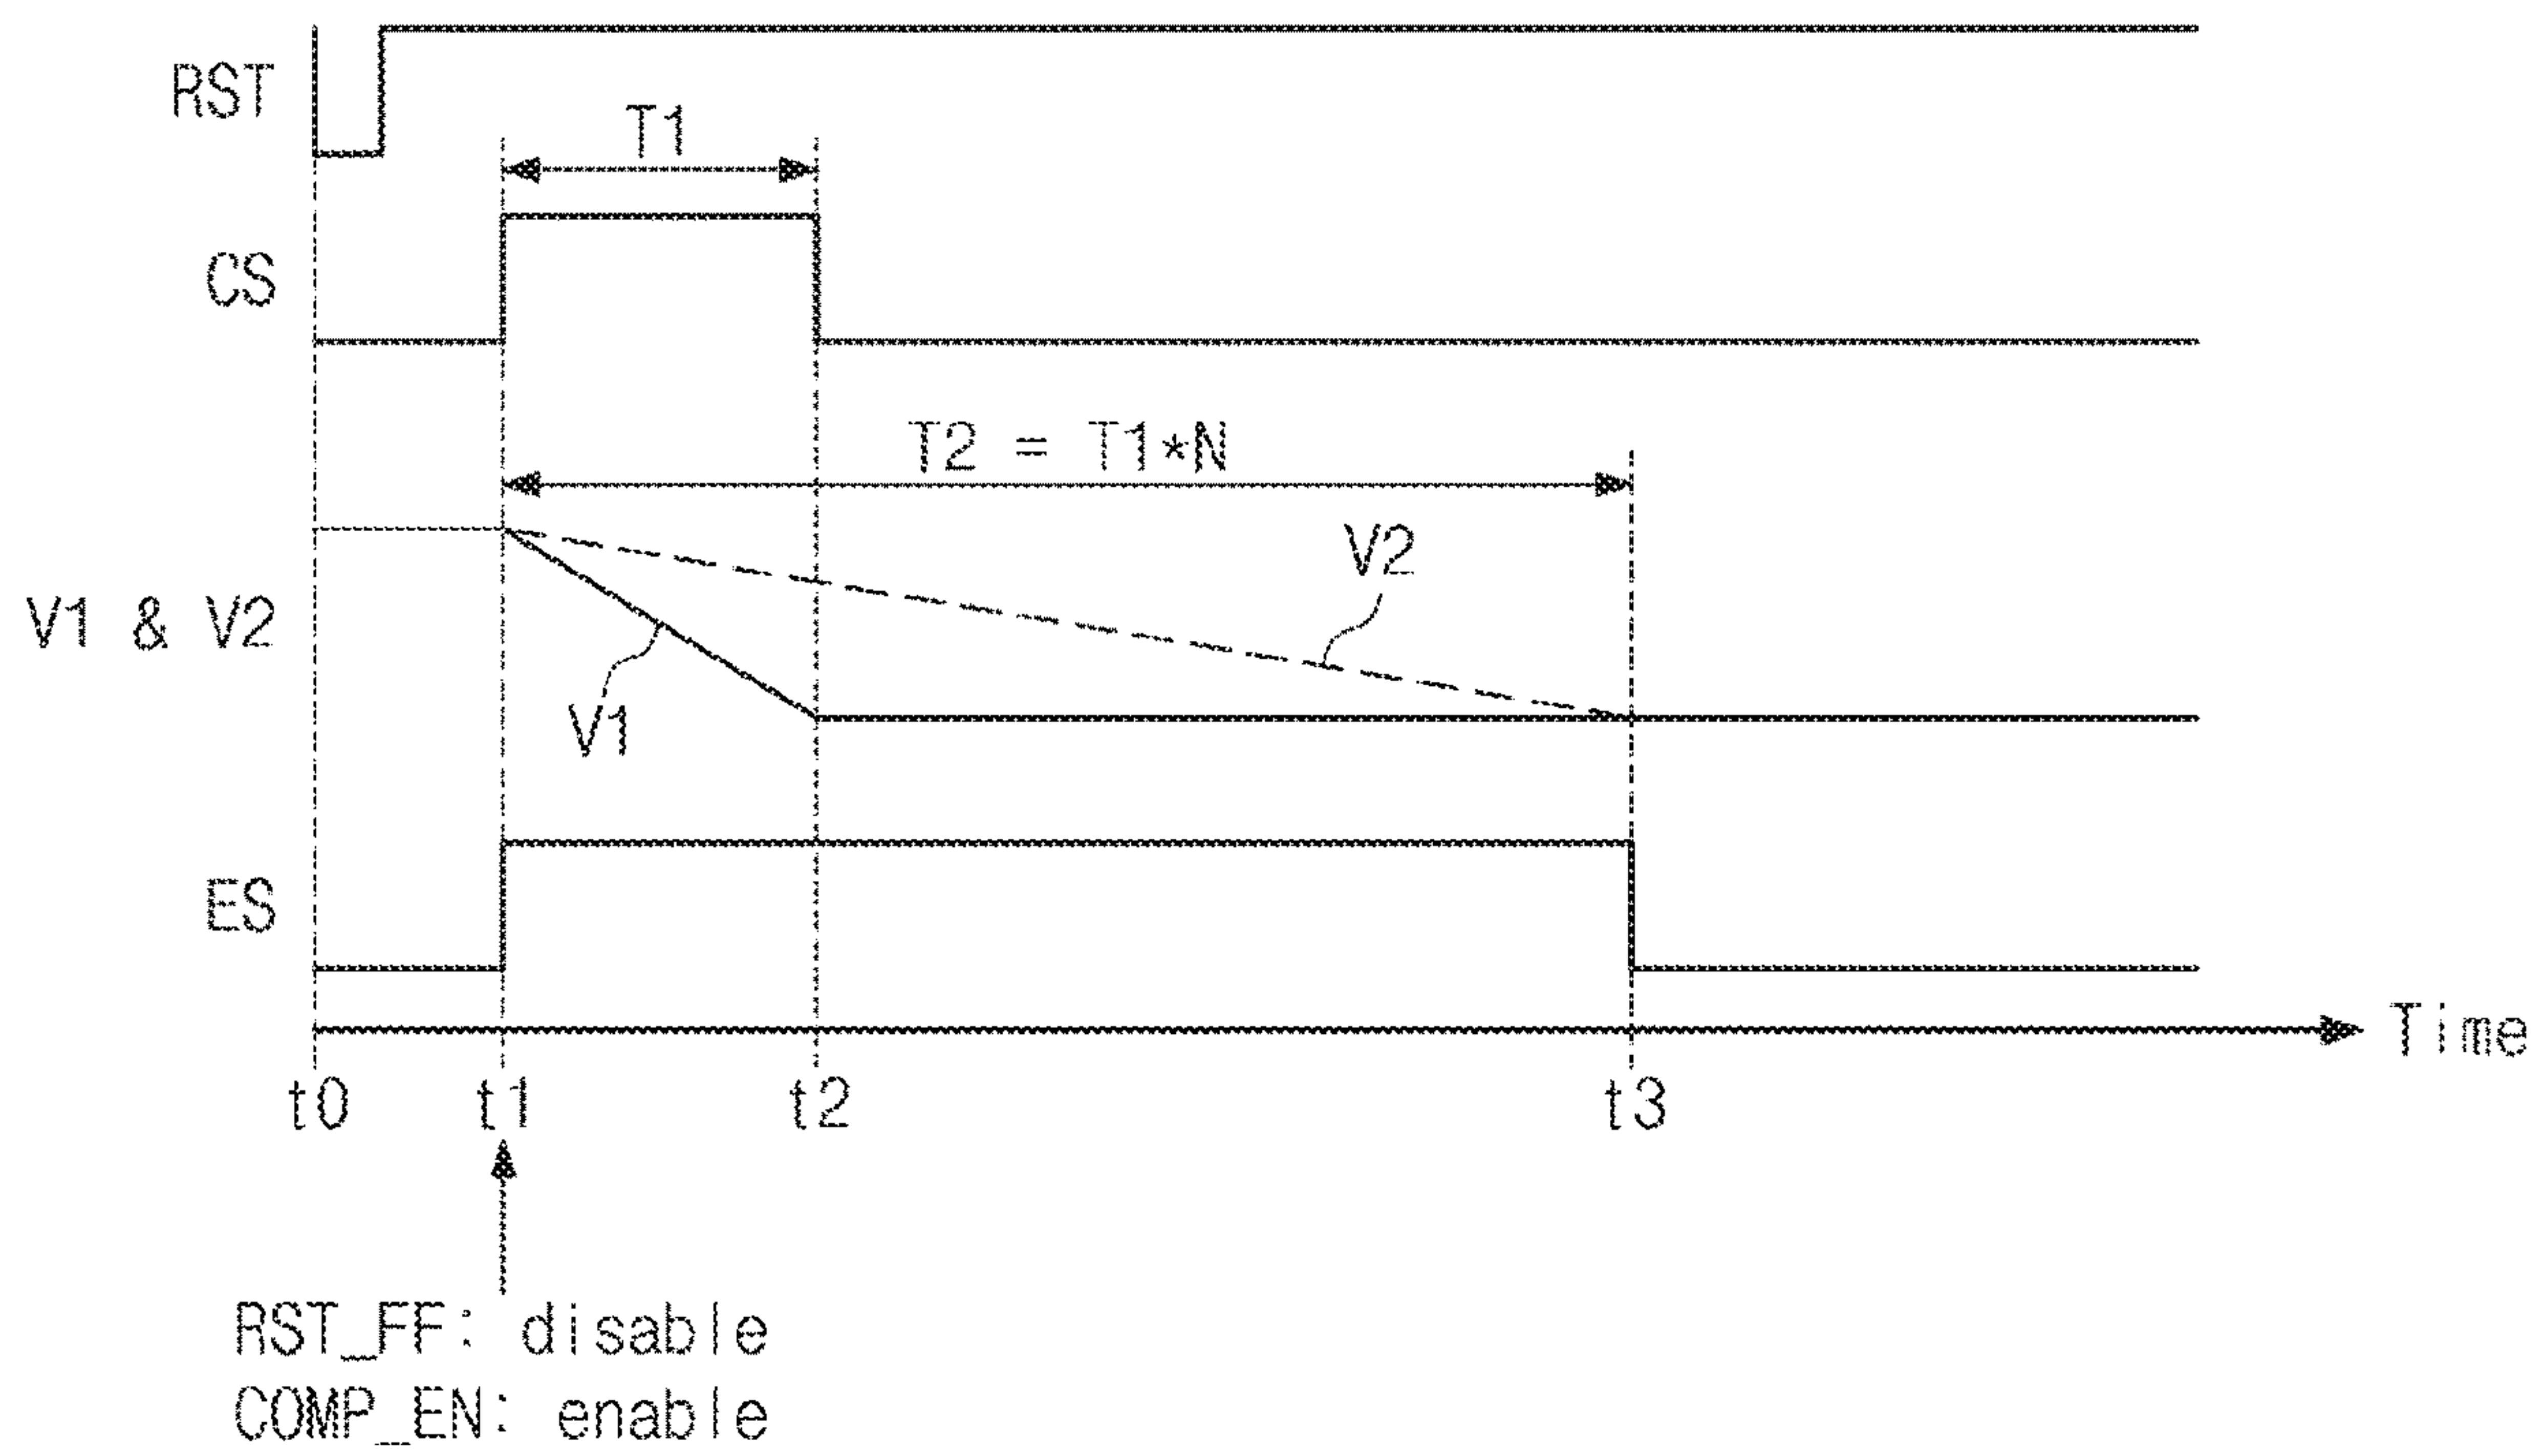 RST
T1
CS
T2 = T1*N
V2
V1 & V2
V1
ES
Time
t0 t1 t2 t3
RST_FF: disable
COMP_EN: enable